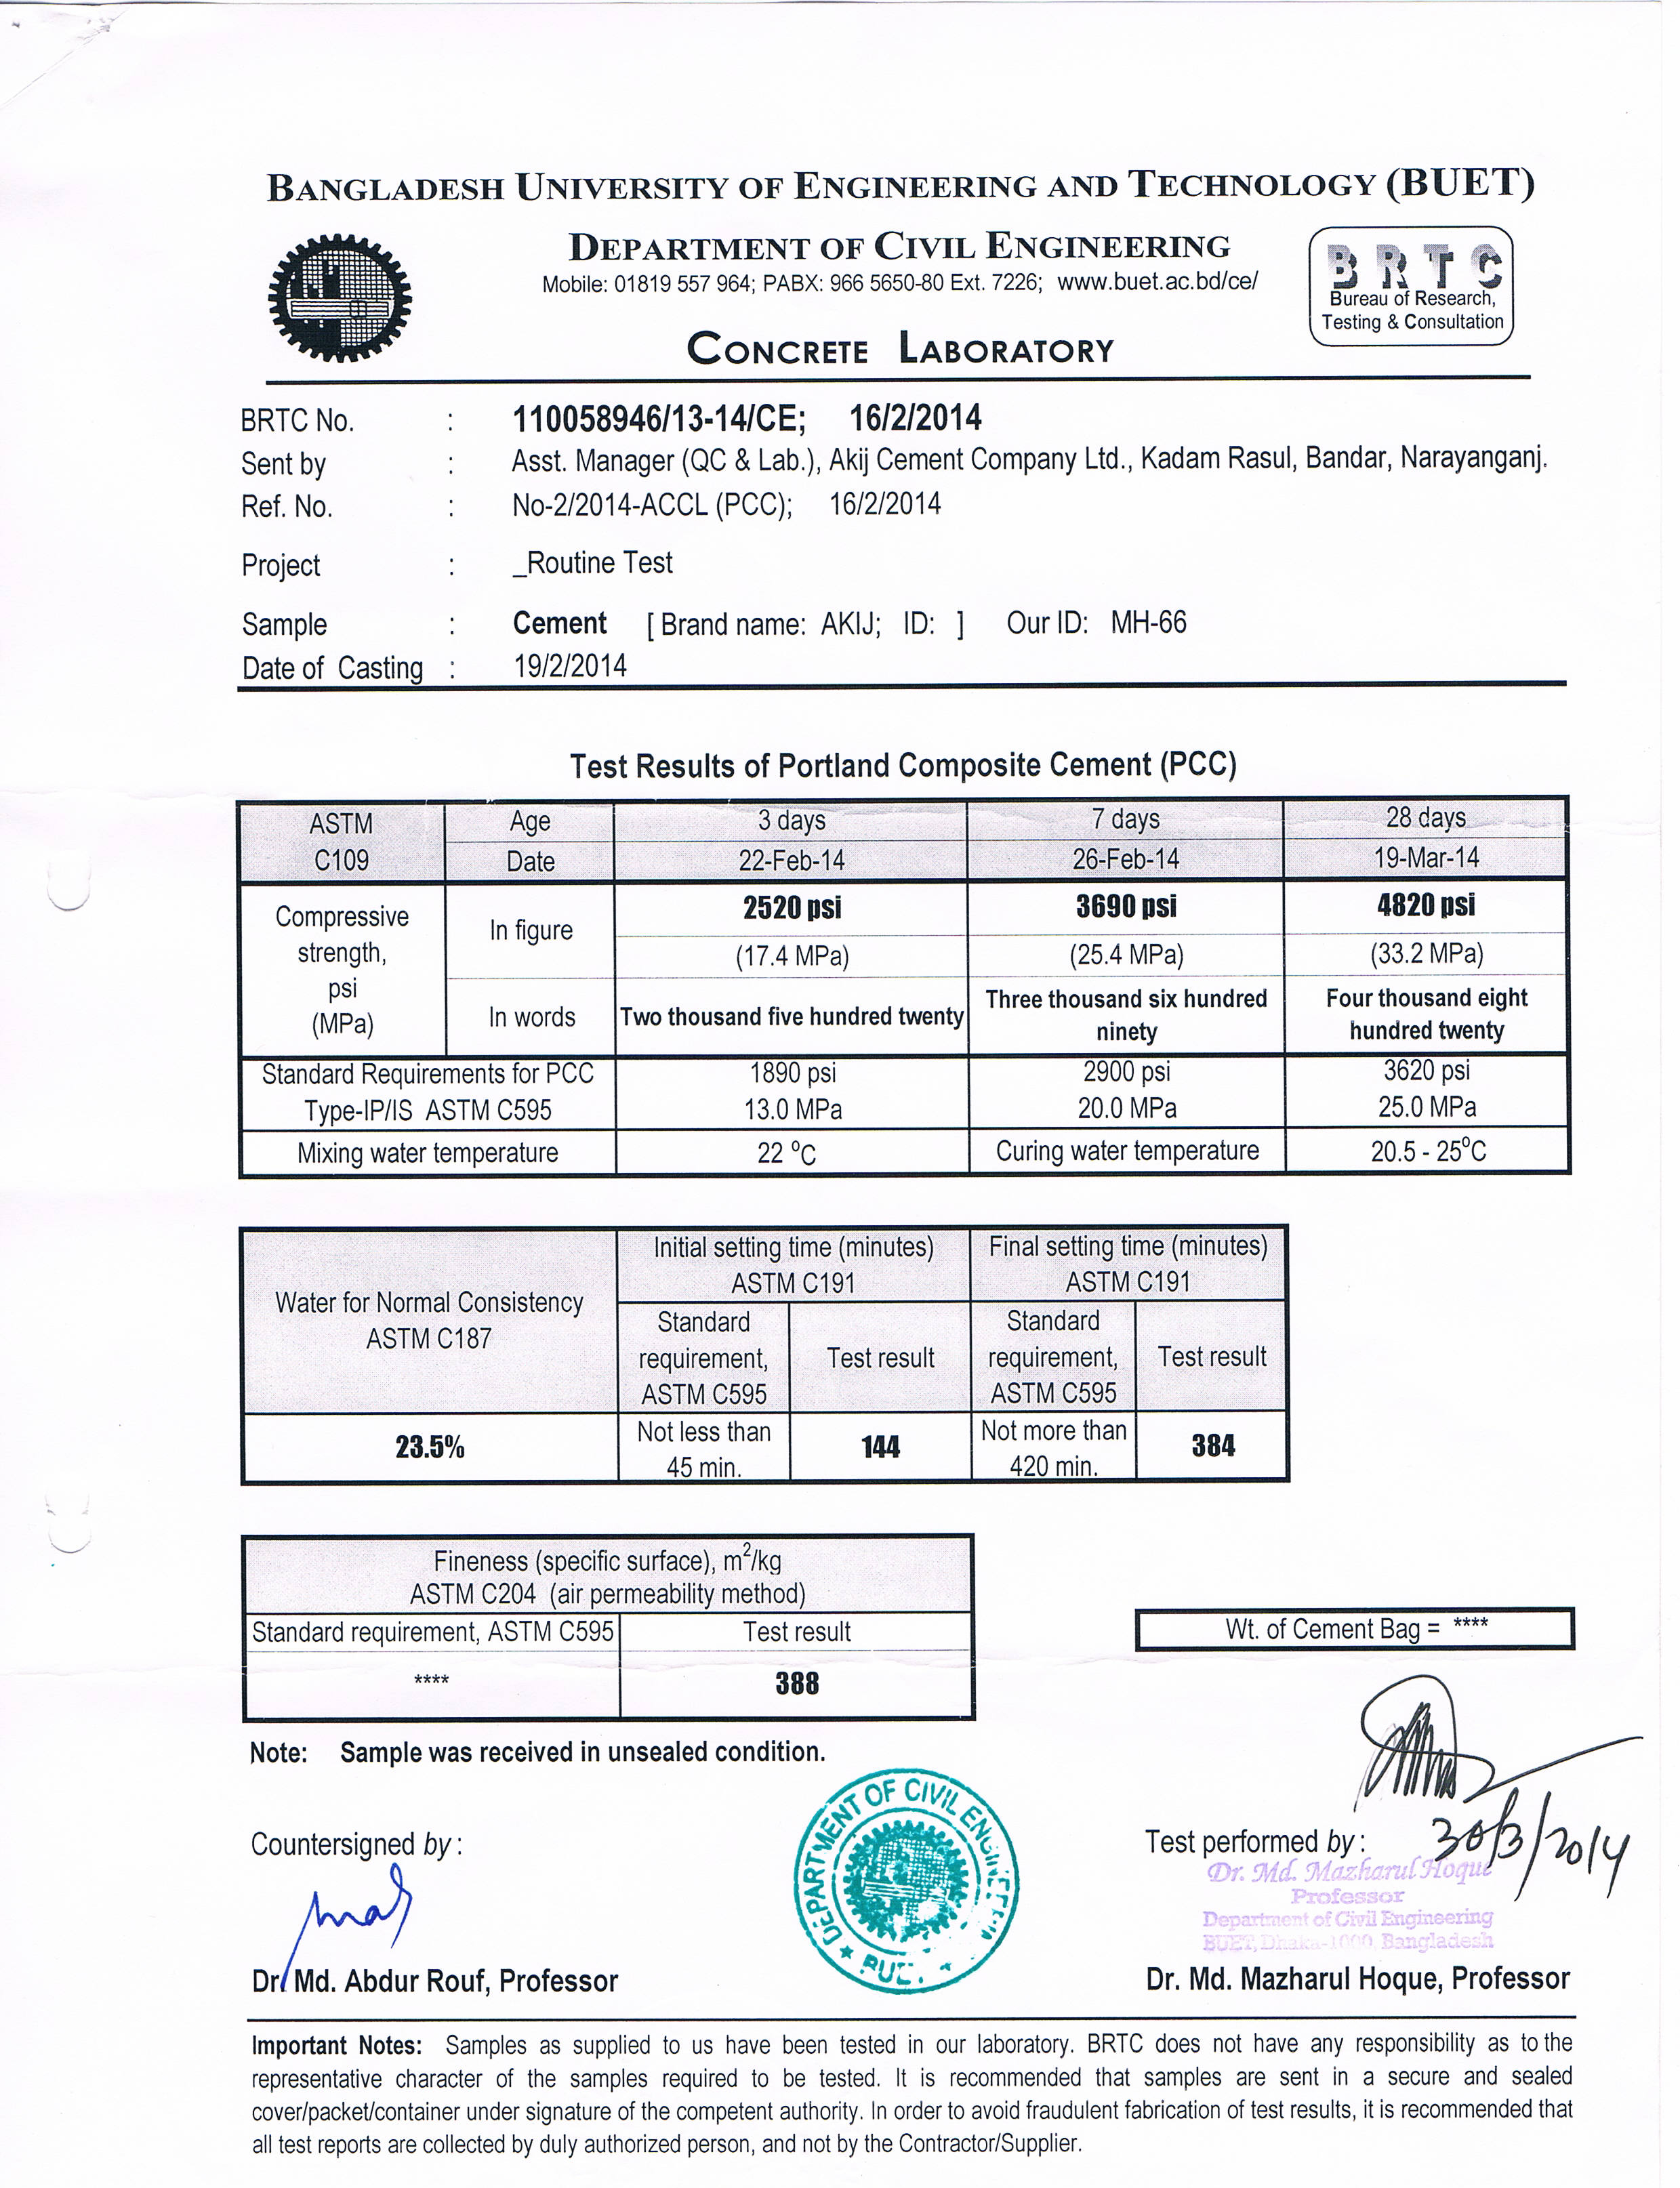 BANGLADESH UNIVERSITY OF ENGINEERING AND TECHNOLOGY (BUET)
DEPARTMENT OF CIVIL ENGINEERING
Mobile: 01819 557 964; PABX: 966 5650-80 Ext. 7226; www.buet.ac.bd/ce/
BRTC
Bureau of Research,
Testing & Consultation
CONCRETE LABORATORY
BRTC No. : 110058946/13-14/CE; 16/2/2014
Sent by : Asst. Manager (QC & Lab.), Akij Cement Company Ltd., Kadam Rasul, Bandar, Narayanganj.
Ref. No. : No-2/2014-ACCL (PCC); 16/2/2014
Project : _Routine Test
Sample : Cement [ Brand name: AKIJ; ID: ] Our ID: MH-66
Date of Casting : 19/2/2014
Test Results of Portland Composite Cement (PCC)
ASTM C109 Age 3 days 7 days 28 days
Date 22-Feb-14 26-Feb-14 19-Mar-14
Compressive strength, psi (MPa) In figure 2520 psi 3690 psi 4820 psi
(17.4 MPa) (25.4 MPa) (33.2 MPa)
In words Two thousand five hundred twenty Three thousand six hundred ninety Four thousand eight hundred twenty
Standard Requirements for PCC 1890 psi 2900 psi 3620 psi
Type-IP/IS ASTM C595 13.0 MPa 20.0 MPa 25.0 MPa
Mixing water temperature 22 °C Curing water temperature 20.5 - 25°C
Water for Normal Consistency
ASTM C187
Initial setting time (minutes)
ASTM C191
Final setting time (minutes)
ASTM C191
Standard requirement, ASTM C595 Test result Standard requirement, ASTM C595 Test result
23.5% Not less than 45 min. 144 Not more than 420 min. 384
Fineness (specific surface), m²/kg
ASTM C204 (air permeability method)
Standard requirement, ASTM C595 Test result
**** 388
Wt. of Cement Bag = ****
Note: Sample was received in unsealed condition.
DEPARTMENT OF CIVIL ENGINEERING
BUET
Countersigned by :
Dr. Md. Abdur Rouf, Professor
Test performed by :
30/3/2014
Dr. Md. Mazharul Hoque
Professor
Department of Civil Engineering
BUET, Dhaka-1000, Bangladesh
Dr. Md. Mazharul Hoque, Professor
Important Notes: Samples as supplied to us have been tested in our laboratory. BRTC does not have any responsibility as to the
representative character of the samples required to be tested. It is recommended that samples are sent in a secure and sealed
cover/packet/container under signature of the competent authority. In order to avoid fraudulent fabrication of test results, it is recommended that
all test reports are collected by duly authorized person, and not by the Contractor/Supplier.